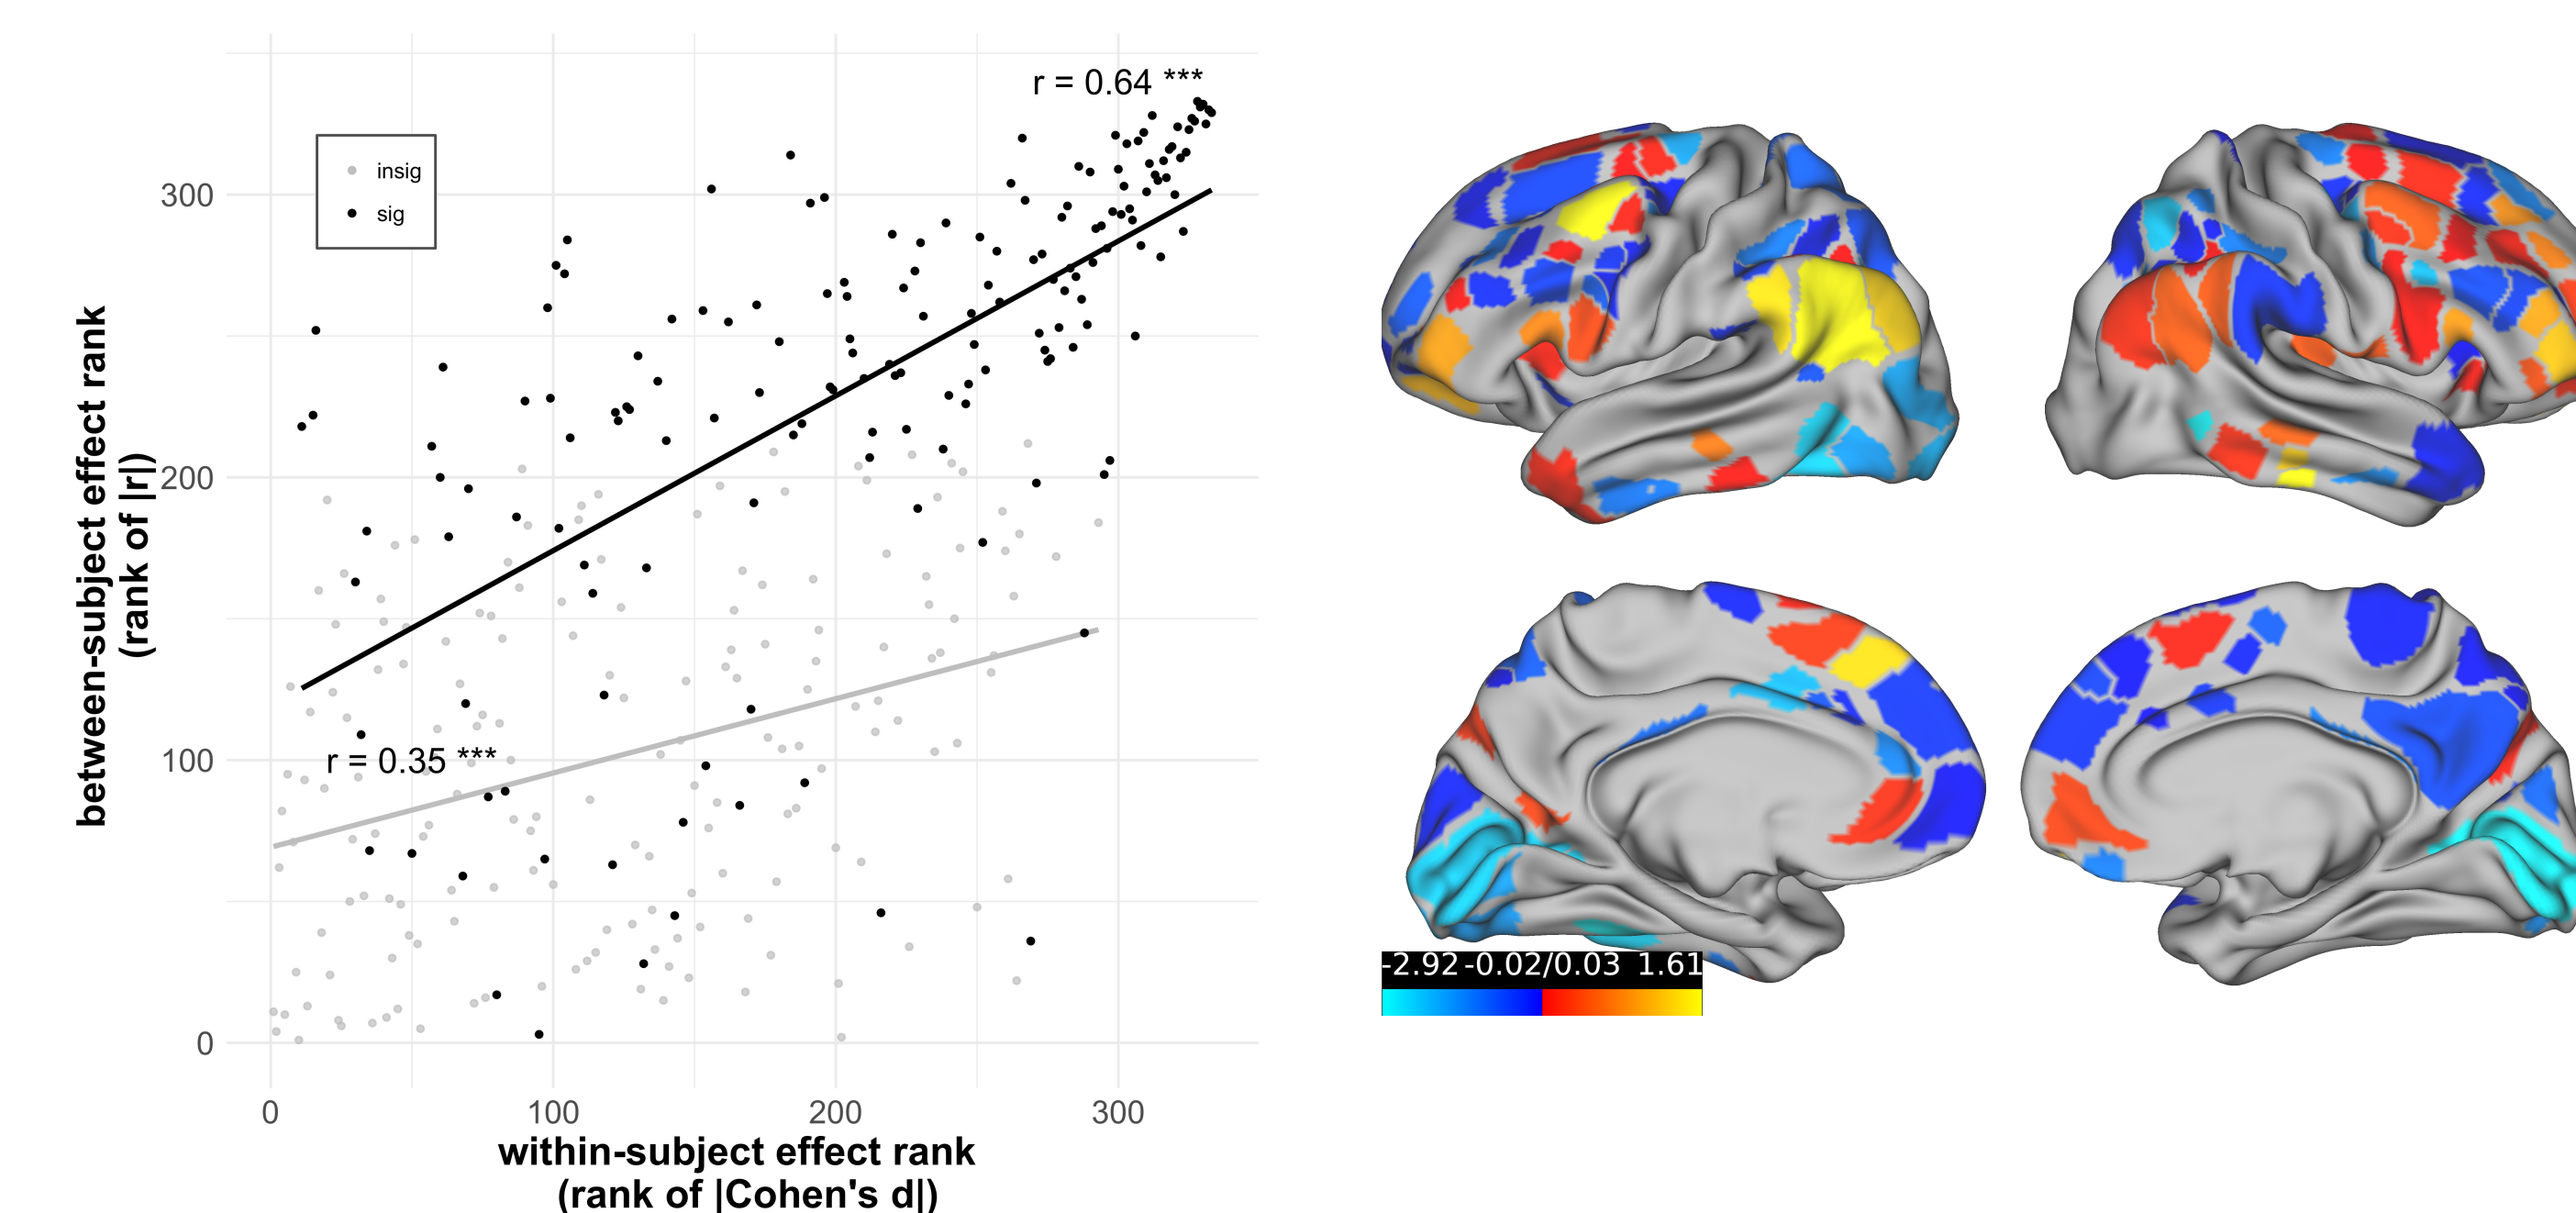 between-subject effect rank
(rank of |r|)
300
200
100
0
insig
sig
r = 0.64 ***
r = 0.35 ***
0
100
200
300
within-subject effect rank
(rank of |Cohen's d|)
-2.92 -0.02/0.03 1.61